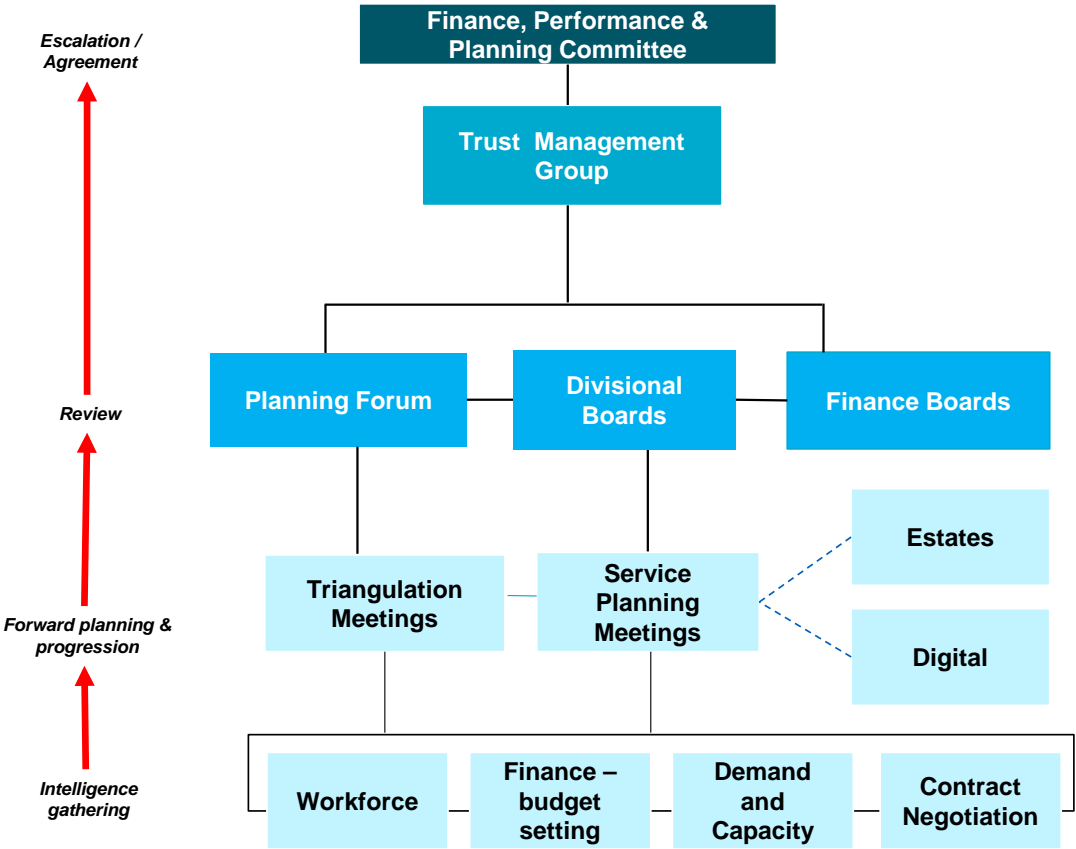 Escalation /
Agreement
Finance, Performance &
Planning Committee
Trust Management
Group
Review
Planning Forum
Divisional
Boards
Finance Boards
Forward planning &
progression
Triangulation
Meetings
Service
Planning
Meetings
Estates
Digital
Intelligence
gathering
Workforce
Finance –
budget
setting
Demand
and
Capacity
Contract
Negotiation